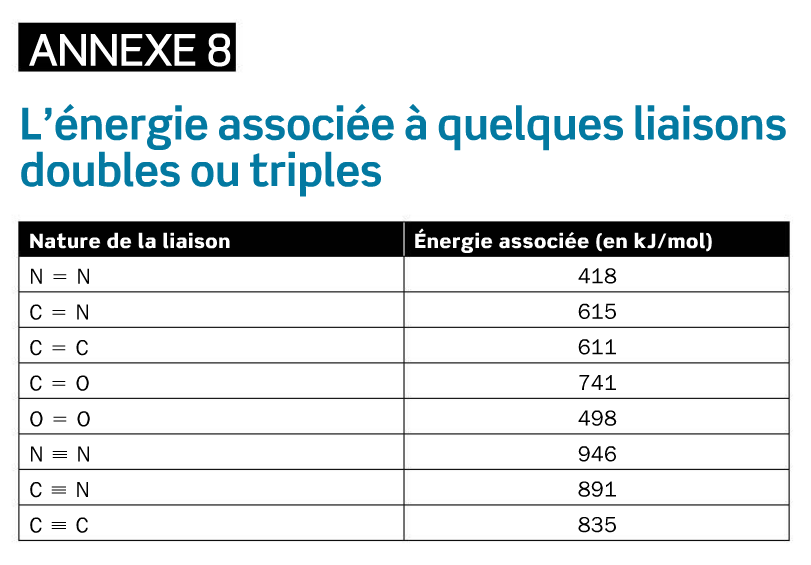 ANNEXE 8
L’énergie associée à quelques liaisons
doubles ou triples
Nature de la liaison Énergie associée (en kJ/mol)
N = N 418
C = N 615
C = C 611
C = O 741
O = O 498
N ≡ N 946
C ≡ N 891
C ≡ C 835